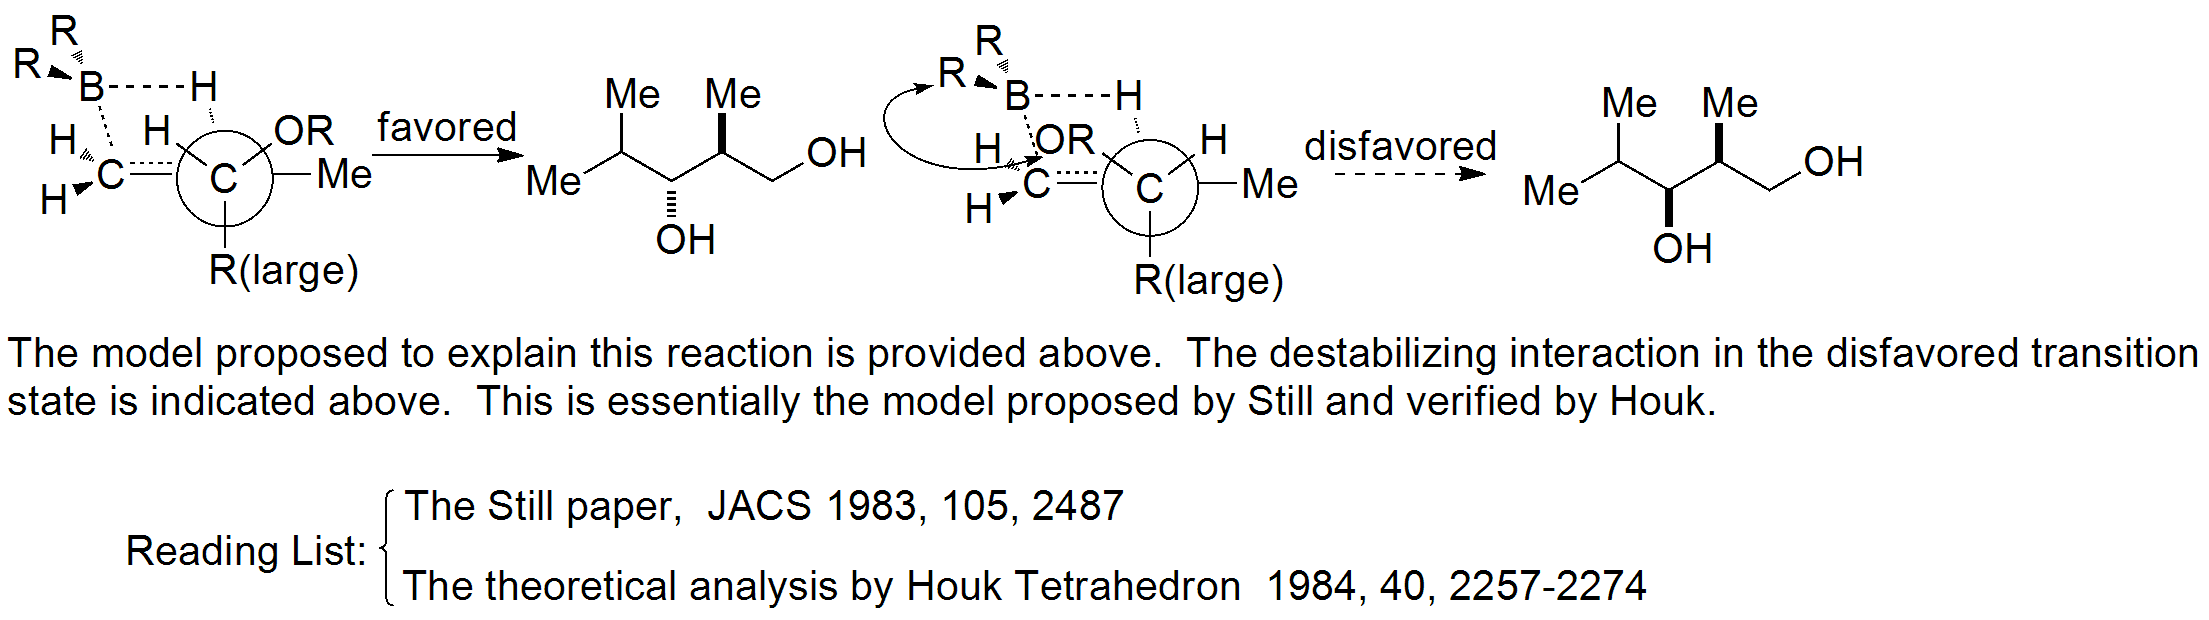 R
R
B
H
H
H
OR
H
C
C
Me
R(large)
favored
Me
Me
Me
OH
OH
R
R
B
H
H
OR
H
H
C
C
Me
R(large)
disfavored
Me
Me
Me
OH
OH
The model proposed to explain this reaction is provided above. The destabilizing interaction in the disfavored transition
state is indicated above. This is essentially the model proposed by Still and verified by Houk.
Reading List:
The Still paper, JACS 1983, 105, 2487
The theoretical analysis by Houk Tetrahedron 1984, 40, 2257-2274